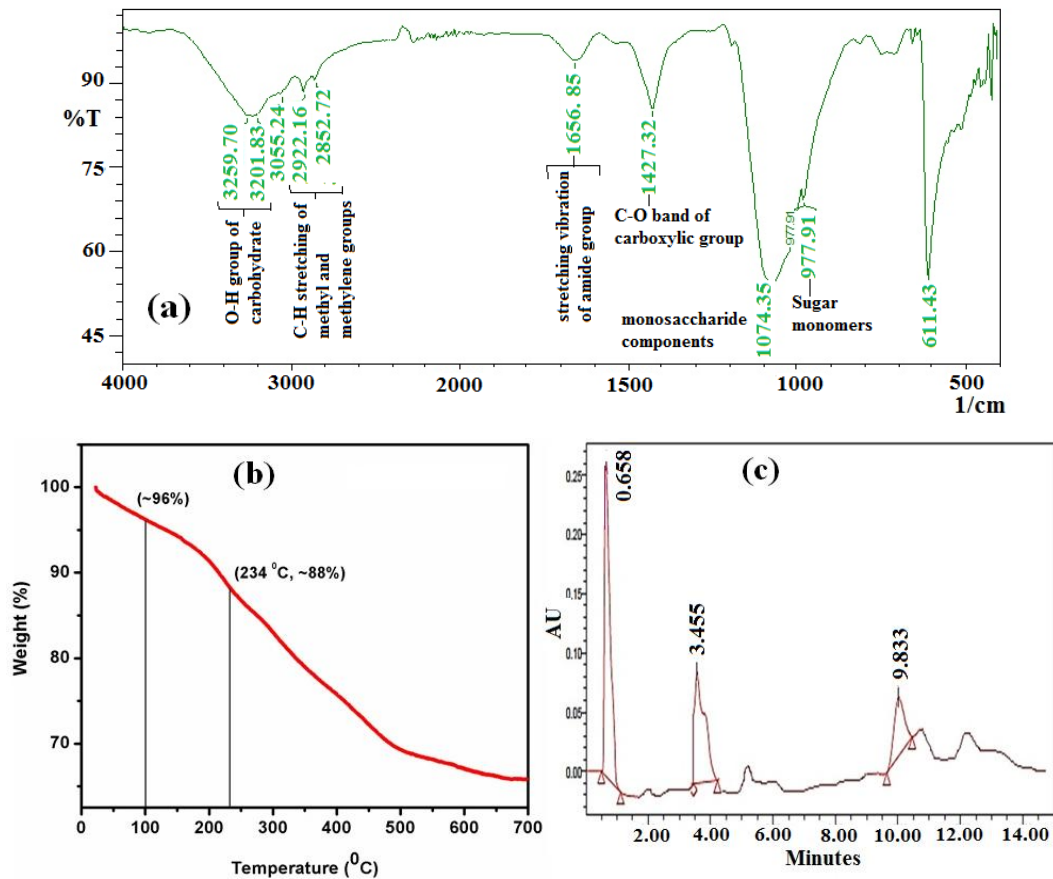 (a)
%T
90
75
60
45
4000
3000
2000
1500
1000
500
1/cm
3259.70
3201.83
3055.24
2922.16
2852.72
1656. 85
1427.32
1074.35
977.91
977.91
611.43
O-H group of
carbohydrate
C-H stretching of
methyl and
methylene groups
stretching vibration
of amide group
C-O band of
carboxylic group
monosaccharide
components
Sugar
monomers
(b)
Weight (%)
100
90
80
70
(~96%)
(234 ⁰C, ~88%)
0
100
200
300
400
500
600
700
Temperature (⁰C)
(c)
AU
0.25
0.20
0.15
0.10
0.05
0.00
0.658
3.455
9.833
2.00
4.00
6.00
8.00
10.00
12.00
14.00
Minutes